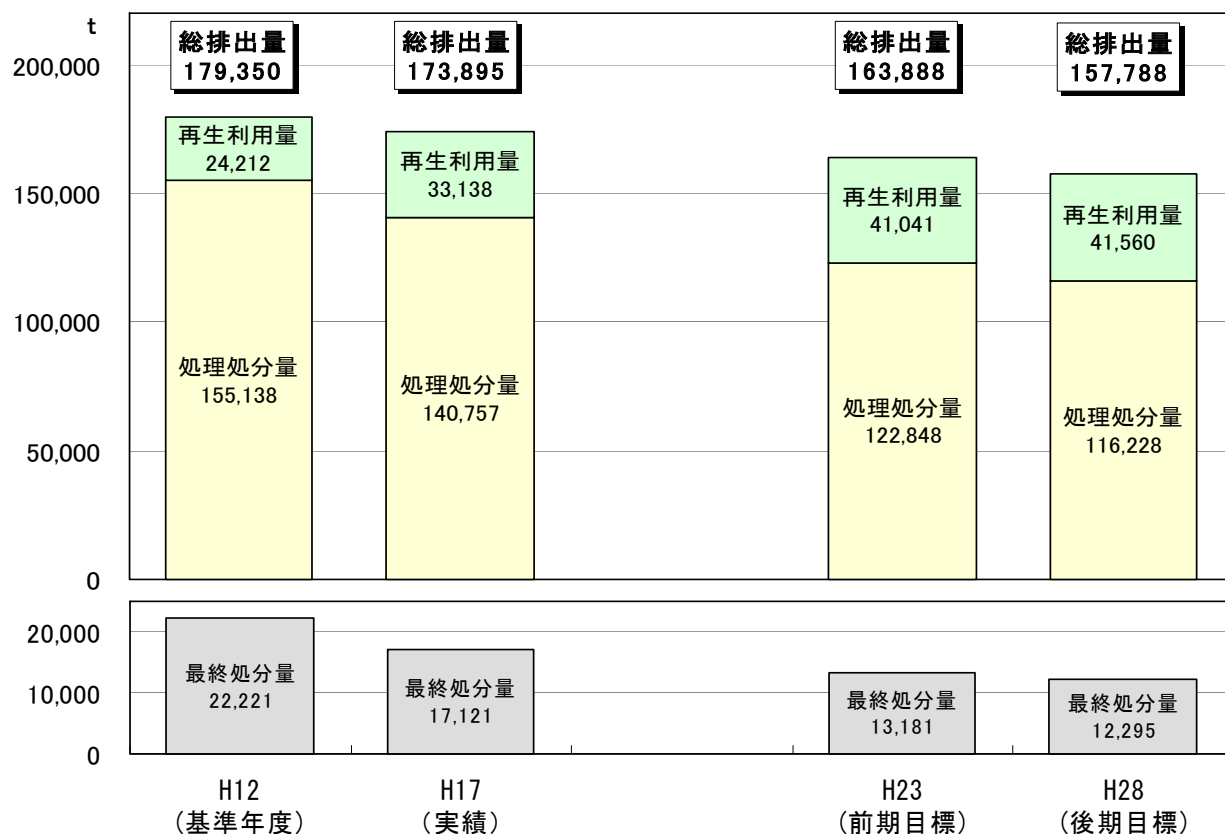 t
総排出量
179,350
総排出量
173,895
総排出量
163,888
総排出量
157,788
200,000
150,000
100,000
50,000
0
再生利用量
24,212
再生利用量
33,138
再生利用量
41,041
再生利用量
41,560
処理処分量
155,138
処理処分量
140,757
処理処分量
122,848
処理処分量
116,228
20,000
10,000
0
最終処分量
22,221
最終処分量
17,121
最終処分量
13,181
最終処分量
12,295
H12
(基準年度)
H17
(実績)
H23
(前期目標)
H28
(後期目標)